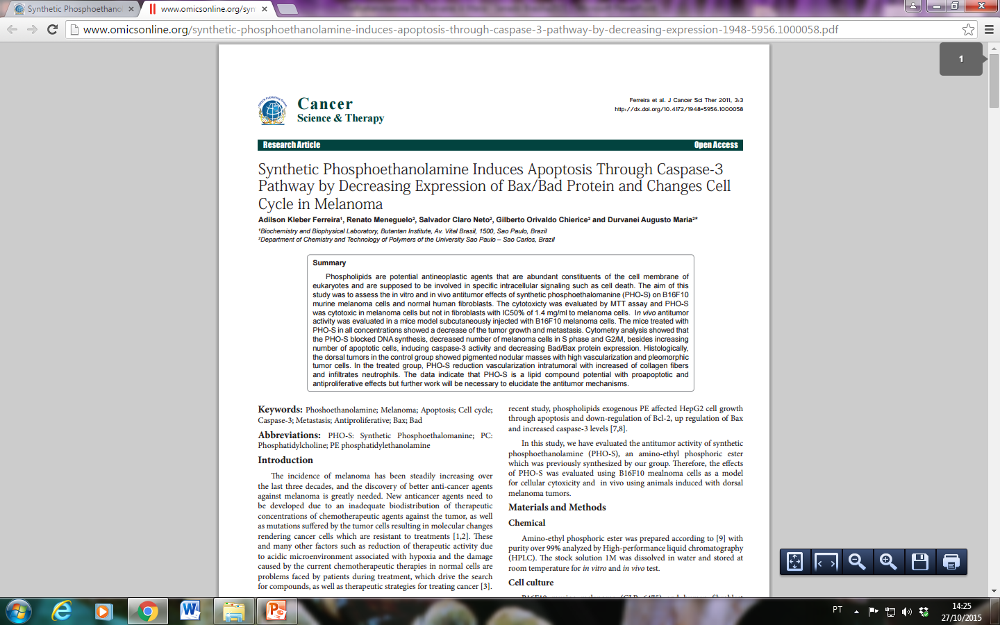 Synthetic Phosphoethanol
www.omicsonline.org/syn
www.omicsonline.org/synthetic-phosphoethanolamine-induces-apoptosis-through-caspase-3-pathway-by-decreasing-expression-1948-5956.1000058.pdf
1
Cancer
Science & Therapy
Ferreira et al. J Cancer Sci Ther 2011, 3:3
http://dx.doi.org/10.4172/1948-5956.1000058
Research Article
Open Access
Synthetic Phosphoethanolamine Induces Apoptosis Through Caspase-3
Pathway by Decreasing Expression of Bax/Bad Protein and Changes Cell
Cycle in Melanoma
Adilson Kleber Ferreira¹, Renato Meneguelo², Salvador Claro Neto², Gilberto Orivaldo Chierice² and Durvanei Augusto Maria²*
¹Biochemistry and Biophysical Laboratory, Butantan Institute, Av. Vital Brasil, 1500, Sao Paulo, Brazil
²Department of Chemistry and Technology of Polymers of the University Sao Paulo – Sao Carlos, Brazil
Summary
Phospholipids are potential antineoplastic agents that are abundant constituents of the cell membrane of
eukaryotes and are supposed to be involved in specific intracellular signaling such as cell death. The aim of this
study was to assess the in vitro and in vivo antitumor effects of synthetic phosphoethalomanine (PHO-S) on B16F10
murine melanoma cells and normal human fibroblasts. The cytotoxicty was evaluated by MTT assay and PHO-S
was cytotoxic in melanoma cells but not in fibroblasts with IC50% of 1.4 mg/ml to melanoma cells. In vivo antitumor
activity was evaluated in a mice model subcutaneously injected with B16F10 melanoma cells. The mice treated with
PHO-S in all concentrations showed a decrease of the tumor growth and metastasis. Cytometry analysis showed that
the PHO-S blocked DNA synthesis, decreased number of melanoma cells in S phase and G2/M, besides increasing
number of apoptotic cells, inducing caspase-3 activity and decreasing Bad/Bax protein expression. Histologically,
the dorsal tumors in the control group showed pigmented nodular masses with high vascularization and pleomorphic
tumor cells. In the treated group, PHO-S reduction vascularization intratumoral with increased of collagen fibers
and infiltrates neutrophils. The data indicate that PHO-S is a lipid compound potential with proapoptotic and
antiproliferative effects but further work will be necessary to elucidate the antitumor mechanisms.
Keywords: Phoshoethanolamine; Melanoma; Apoptosis; Cell cycle;
Caspase-3; Metastasis; Antiproliferative; Bax; Bad
Abbreviations: PHO-S: Synthetic Phosphoethalomanine; PC:
Phosphatidylcholine; PE phosphatidylethanolamine
Introduction
The incidence of melanoma has been steadily increasing over
the last three decades, and the discovery of better anti-cancer agents
against melanoma is greatly needed. New anticancer agents need to
be developed due to an inadequate biodistribution of therapeutic
concentrations of chemotherapeutic agents against the tumor, as well
as mutations suffered by the tumor cells resulting in molecular changes
rendering cancer cells which are resistant to treatments [1,2]. These
and many other factors such as reduction of therapeutic activity due
to acidic microenvironment associated with hypoxia and the damage
caused by the current chemotherapeutic therapies in normal cells are
problems faced by patients during treatment, which drive the search
for compounds, as well as therapeutic strategies for treating cancer [3].
recent study, phospholipids exogenous PE affected HepG2 cell growth
through apoptosis and down-regulation of Bcl-2, up regulation of Bax
and increased caspase-3 levels [7,8].
In this study, we have evaluated the antitumor activity of synthetic
phosphoethanolamine (PHO-S), an amino-ethyl phosphoric ester
which was previously synthesized by our group. Therefore, the effects
of PHO-S was evaluated using B16F10 mealnoma cells as a model
for cellular cytoxicity and in vivo using animals induced with dorsal
melanoma tumors.
Materials and Methods
Chemical
Amino-ethyl phosphoric ester was prepared according to [9] with
purity over 99% analyzed by High-performance liquid chromatography
(HPLC). The stock solution 1M was dissolved in water and stored at
room temperature for in vitro and in vivo test.
Cell culture
PT
14:25
27/10/2015